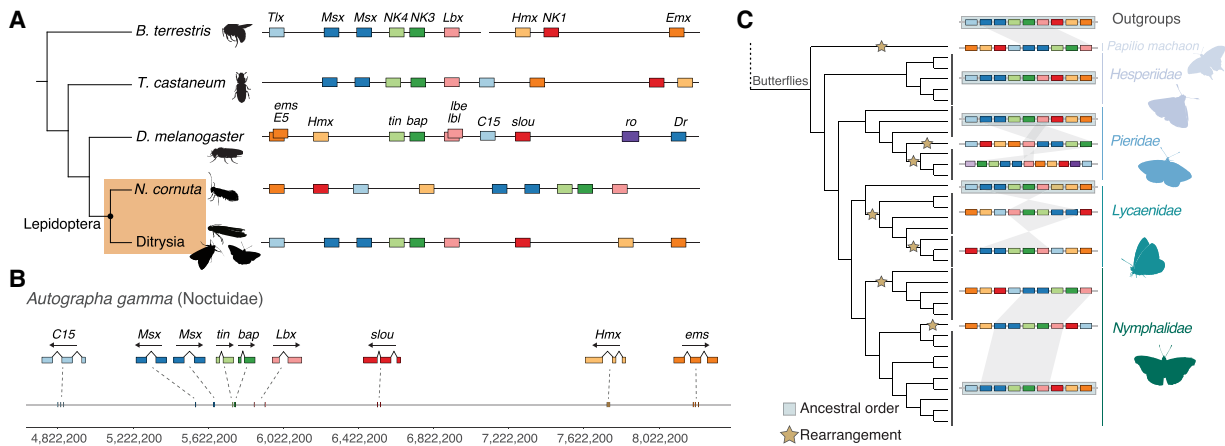 A
B. terrestris
Tlx Msx Msx NK4 NK3 Lbx Hmx NK1 Emx
T. castaneum
D. melanogaster
ems
E5 Hmx tin bap lbe
lbl C15 slou ro Dr
N. cornuta
Lepidoptera
Ditrysia
B
Autographa gamma (Noctuidae)
C15 Msx Msx tin bap Lbx slou Hmx ems
4,822,200 5,222,200 5,622,200 6,022,200 6,422,200 6,822,200 7,222,200 7,622,200 8,022,200
C
Outgroups
Papilio machaon
Butterflies
Hesperiidae
Pieridae
Lycaenidae
Nymphalidae
Ancestral order
Rearrangement